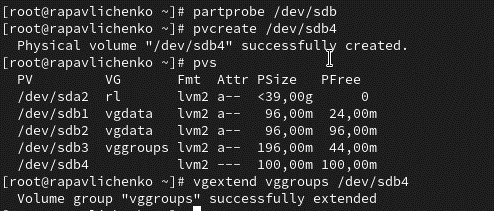 [root@rapavlichenko ~]# partprobe /dev/sdb
[root@rapavlichenko ~]# pvcreate /dev/sdb4
  Physical volume "/dev/sdb4" successfully created.
[root@rapavlichenko ~]# pvs
  PV         VG       Fmt  Attr PSize   PFree
  /dev/sda2  rl       lvm2 a--  <39,00g      0
  /dev/sdb1  vgdata   lvm2 a--   96,00m  24,00m
  /dev/sdb2  vgdata   lvm2 a--   96,00m  96,00m
  /dev/sdb3  vggroups lvm2 a--  196,00m  44,00m
  /dev/sdb4           lvm2 ---  100,00m 100,00m
[root@rapavlichenko ~]# vgextend vggroups /dev/sdb4
  Volume group "vggroups" successfully extended